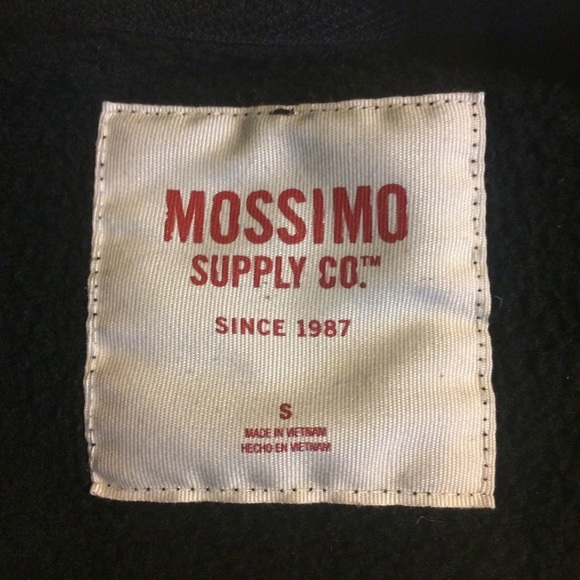 MOSSIMO
SUPPLY CO.™
SINCE 1987
S
MADE IN VIETNAM
HECHO EN VIETNAM